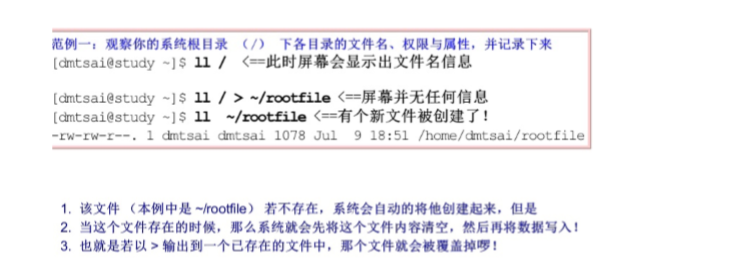 范例一：观察你的系统根目录 （/） 下各目录的文件名、权限与属性，并记录下来
[dmtsai@study ~]$ ll / <==此时屏幕会显示出文件名信息
[dmtsai@study ~]$ ll / > ~/rootfile <==屏幕并无任何信息
[dmtsai@study ~]$ ll ~/rootfile <==有个新文件被创建了！
-rw-rw-r--. 1 dmtsai dmtsai 1078 Jul 9 18:51 /home/dmtsai/rootfile
1. 该文件 （本例中是 ~/rootfile） 若不存在，系统会自动的将他创建起来，但是
2. 当这个文件存在的时候，那么系统就会先将这个文件内容清空，然后再将数据写入！
3. 也就是若以 > 输出到一个已存在的文件中，那个文件就会被覆盖掉啰！